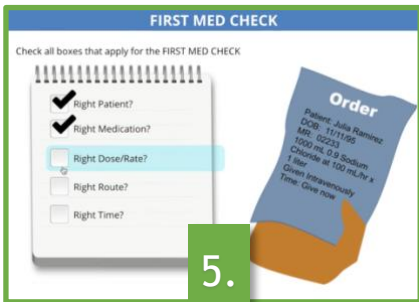 FIRST MED CHECK
Check all boxes that apply for the FIRST MED CHECK
Right Patient?
Right Medication?
Right Dose/Rate?
Right Route?
Right Time?
Order
Patient: Julia Ramirez
DOB: 11/11/95
MR: 02233
1000 mL 0.9 Sodium
Chloride at 100 mL/hr x
1 liter
Given Intravenously
Time: Give now
5.